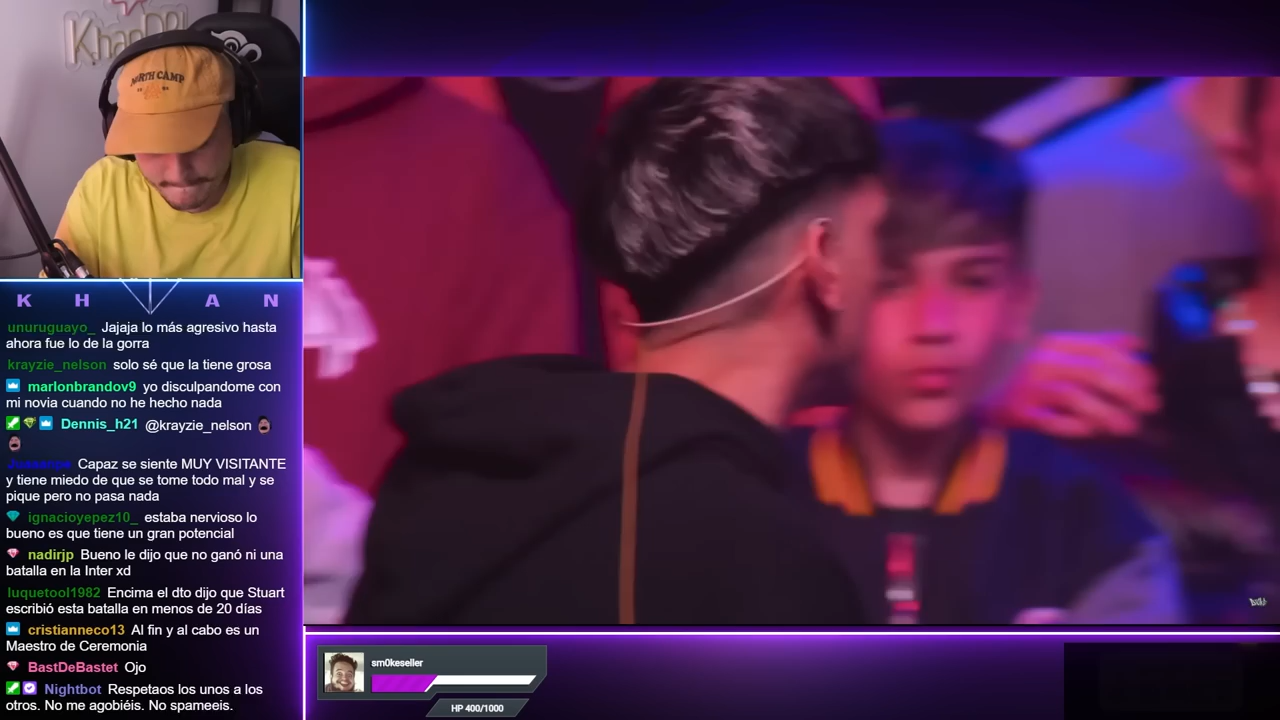 KhanDBL
NORTH CAMP
K H A N
unuruguayo_ Jajaja lo más agresivo hasta
ahora fue lo de la gorra
krayzie_nelson solo sé que la tiene grosa
marlonbrandov9 yo disculpandome con
mi novia cuando no he hecho nada
Dennis_h21 @krayzie_nelson
Capaz se siente MUY VISITANTE
y tiene miedo de que se tome todo mal y se
pique pero no pasa nada
ignacioyepez10_ estaba nervioso lo
bueno es que tiene un gran potencial
nadirjp Bueno le dijo que no ganó ni una
batalla en la Inter xd
luquetool1982 Encima el dto dijo que Stuart
escribió esta batalla en menos de 20 días
cristianneco13 Al fin y al cabo es un
Maestro de Ceremonia
BastDeBastet Ojo
Nightbot Respetaos los unos a los
otros. No me agobiéis. No spameeis.
sm0keseller
HP 400/1000